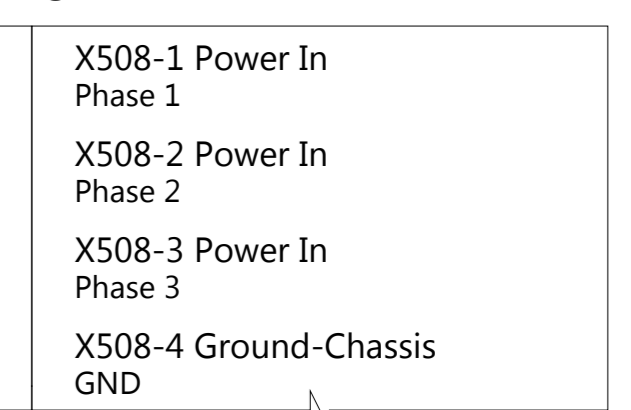 X508-1 Power In
Phase 1
X508-2 Power In
Phase 2
X508-3 Power In
Phase 3
X508-4 Ground-Chassis
GND